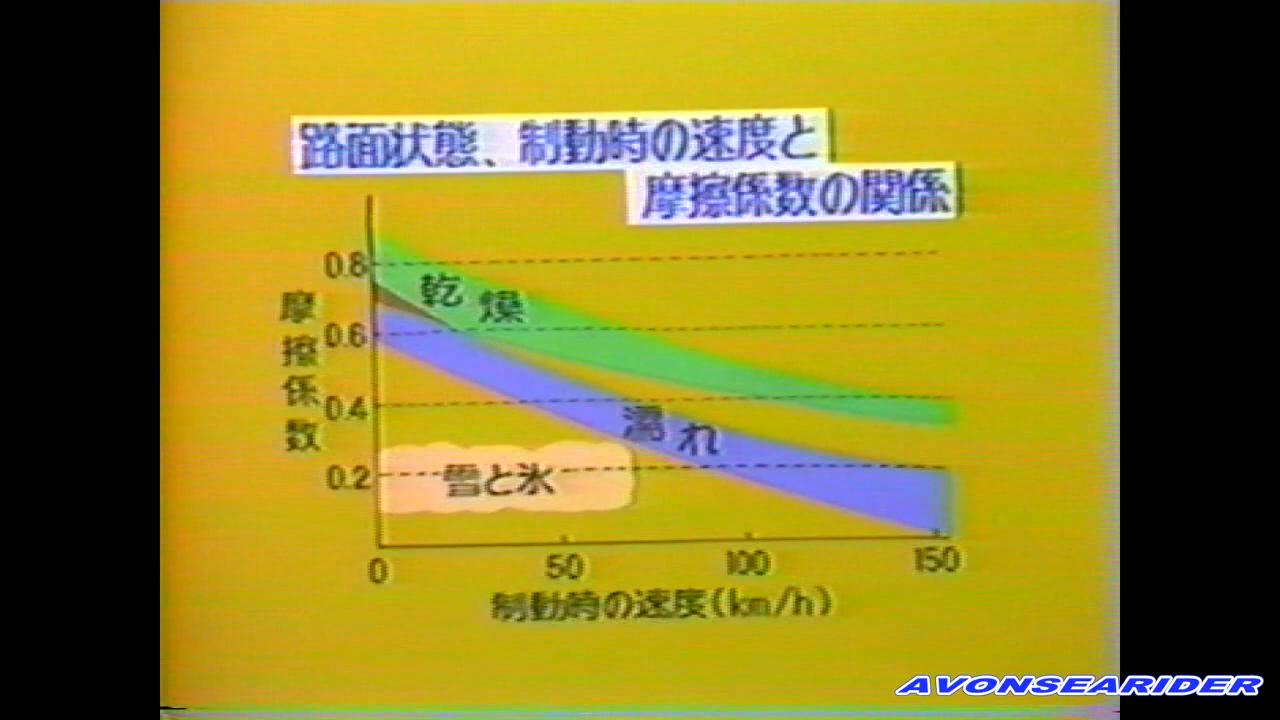 路面状態、制動時の速度と
摩擦係数の関係
0.8
0.6
0.4
0.2
摩擦係数
乾燥
濡れ
雪と氷
0
50
100
150
制動時の速度(km/h)
AVONSEARIDER